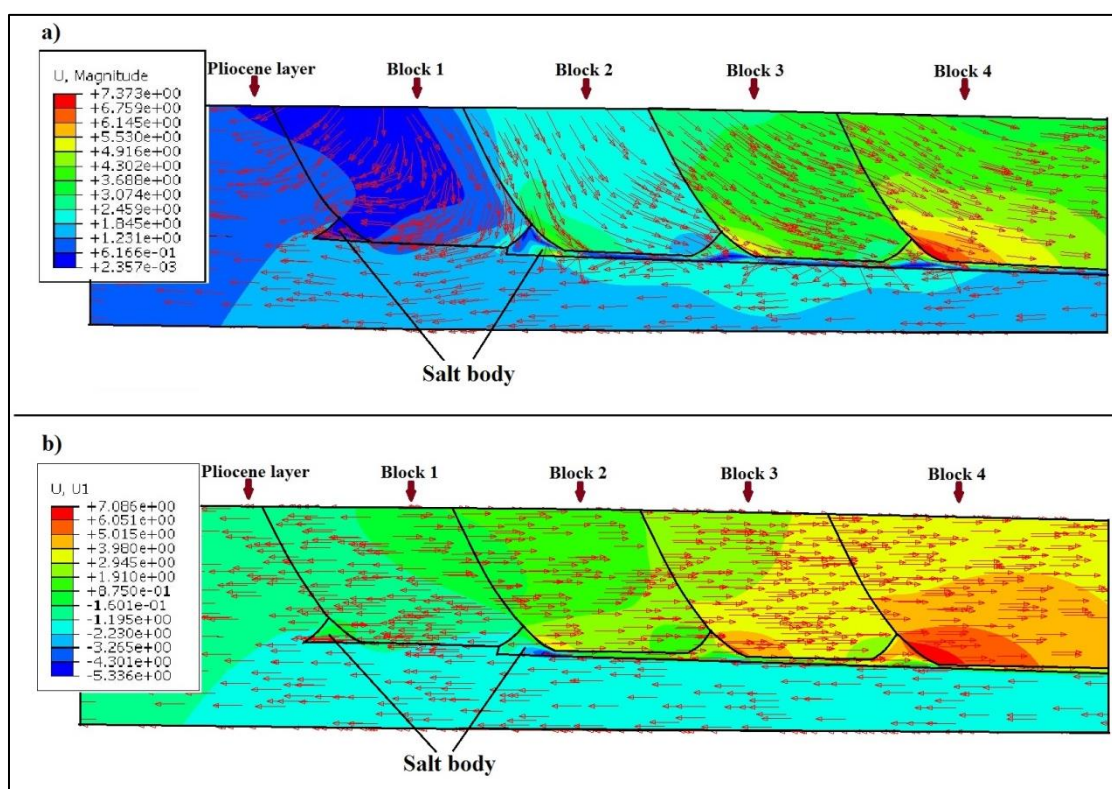 a)
U, Magnitude
+7.373e+00
+6.759e+00
+6.145e+00
+5.530e+00
+4.916e+00
+4.302e+00
+3.688e+00
+3.074e+00
+2.459e+00
+1.845e+00
+1.231e+00
+6.166e-01
+2.357e-03
Pliocene layer
Block 1
Block 2
Block 3
Block 4
Salt body
b)
U, U1
+7.086e+00
+6.051e+00
+5.015e+00
+3.980e+00
+2.945e+00
+1.910e+00
+8.750e-01
-1.601e-01
-1.195e+00
-2.230e+00
-3.265e+00
-4.301e+00
-5.336e+00
Pliocene layer
Block 1
Block 2
Block 3
Block 4
Salt body